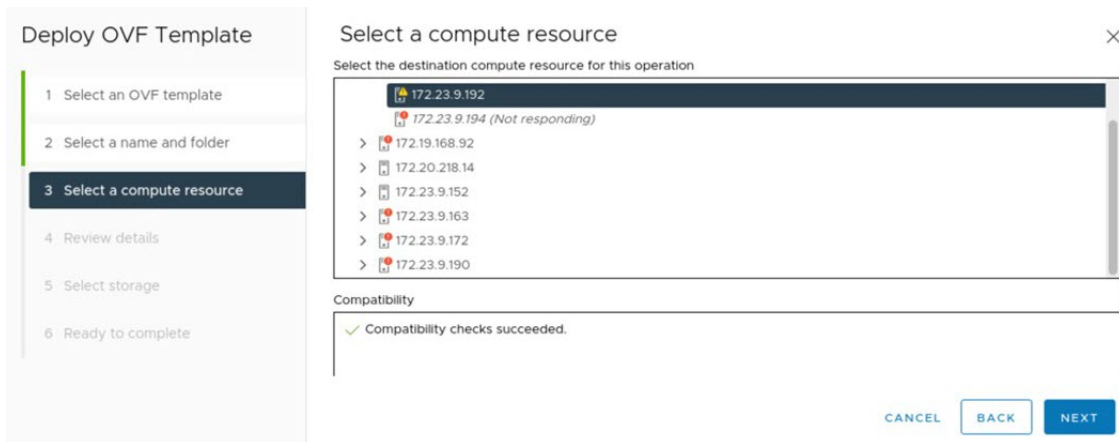 Deploy OVF Template
1 Select an OVF template
2 Select a name and folder
3 Select a compute resource
4 Review details
5 Select storage
6 Ready to complete
Select a compute resource
Select the destination compute resource for this operation
172.23.9.192
172.23.9.194 (Not responding)
172.19.168.92
172.20.218.14
172.23.9.152
172.23.9.163
172.23.9.172
172.23.9.190
Compatibility
Compatibility checks succeeded.
CANCEL BACK NEXT